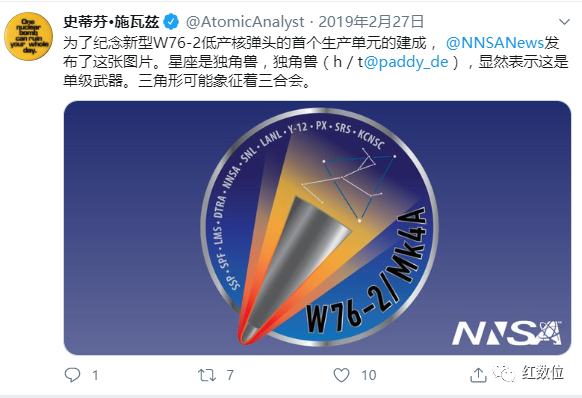 One nuclear bomb can ruin your whole day.
史蒂芬·施瓦兹 @AtomicAnalyst · 2019年2月27日
为了纪念新型W76-2低产核弹头的首个生产单元的建成， @NNSANews发
布了这张图片。星座是独角兽，独角兽（h / t@paddy_de），显然表示这是
单级武器。三角形可能象征着三合会。
SSP · SPF · LMS · DTRA · NNSA · SNL · LANL · Y-12 · PX · SRS · KCNSC
W76-2/Mk4A
NNSA
1 7 10
红数位